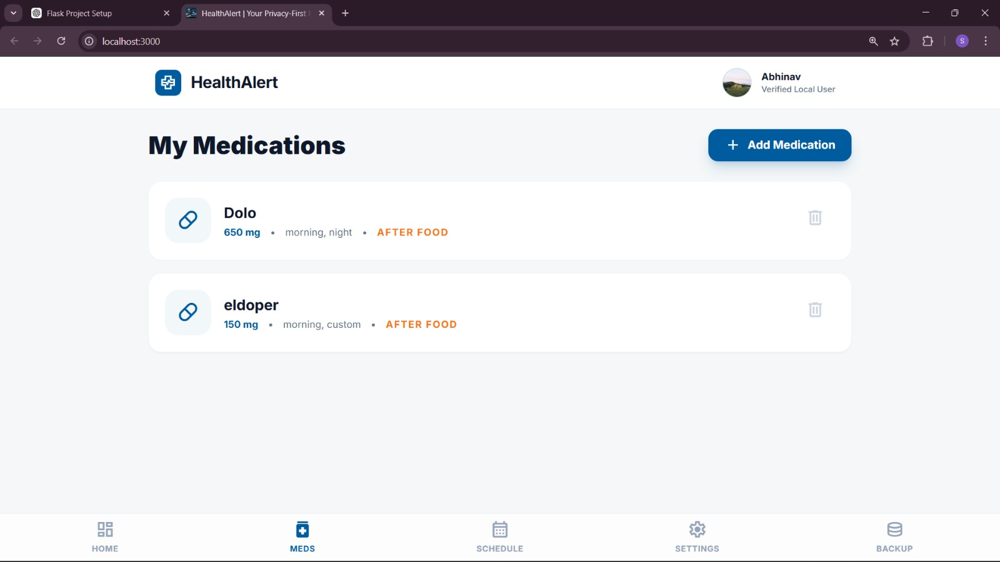 Flask Project Setup
HealthAlert | Your Privacy-First
localhost:3000
S
HealthAlert
Abhinav
Verified Local User
My Medications
+ Add Medication
Dolo
650 mg • morning, night • AFTER FOOD
eldoper
150 mg • morning, custom • AFTER FOOD
HOME
MEDS
SCHEDULE
SETTINGS
BACKUP